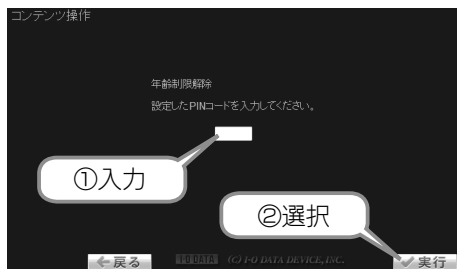 コンテンツ操作
年齢制限解除
設定したPINコードを入力してください。
①入力
②選択
戻る
I-O DATA (C) I-O DATA DEVICE, INC.
実行